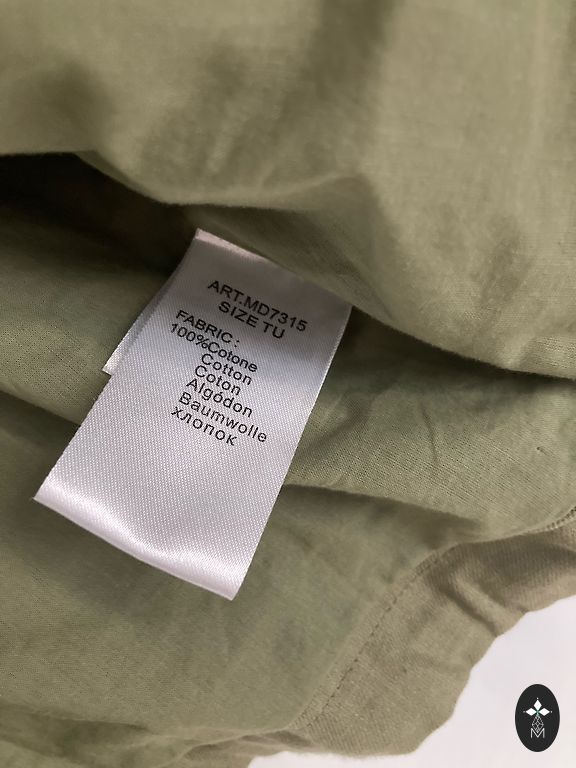 ART.MD7315
SIZE TU
FABRIC :
100%Cotone
Cotton
Coton
Algódon
Baumwolle
хлопок
M